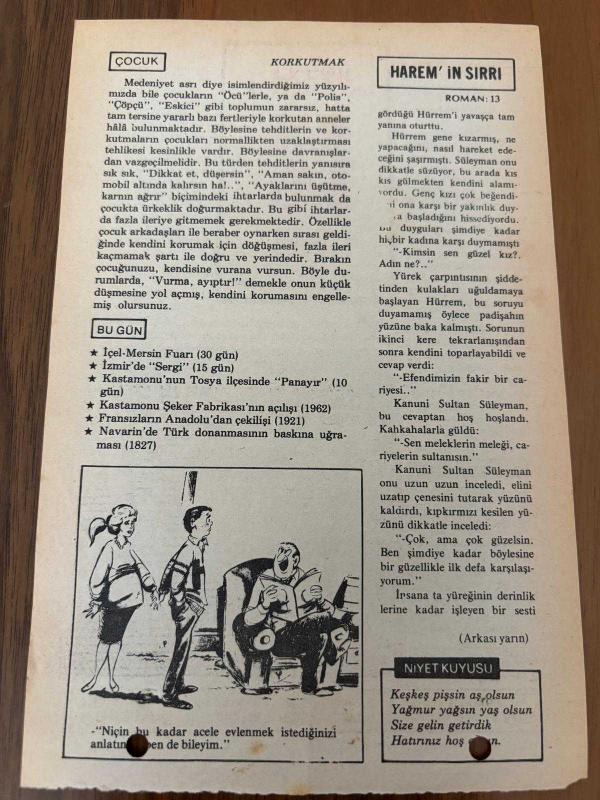 ÇOCUK
KORKUTMAK
Medeniyet asrı diye isimlendirdiğimiz yüzyılı-
mızda bile çocukların "Öcü"lerle, ya da "Polis",
"Çöpçü", "Eskici" gibi toplumun zararsız, hatta
tam tersine yararlı bazı fertleriyle korkutan anneler
hâlâ bulunmaktadır. Böylesine tehditlerin ve kor-
kutmaların çocukları normallikten uzaklaştırması
tehlikesi kesinlikle vardır. Böylesine davranışlar-
dan vazgeçilmelidir. Bu türden tehditlerin yanısıra
sık sık, "Dikkat et, düşersin", "Aman sakın, oto-
mobil altında kalırsın ha!..", "Ayaklarını üşütme,
karnın ağrır" biçimindeki ihtarlarda bulunmak da
çocukta ürkeklik doğurmaktadır. Bu gibi ihtarlar-
da fazla ileriye gitmemek gerekmektedir. Özellikle
çocuk arkadaşları ile beraber oynarken sırası geldi-
ğinde kendini korumak için döğüşmesi, fazla ileri
kaçmamak şartı ile doğru ve yerindedir. Bırakın
çocuğunuzu, kendisine vurana vursun. Böyle du-
rumlarda, "Vurma, ayıptır!" demekle onun küçük
düşmesine yol açmış, kendini korumasını engelle-
miş olursunuz.
BU GÜN
★ İçel-Mersin Fuarı (30 gün)
★ İzmir'de "Sergi" (15 gün)
★ Kastamonu'nun Tosya ilçesinde "Panayır" (10
gün)
★ Kastamonu Şeker Fabrikası'nın açılışı (1962)
★ Fransızların Anadolu'dan çekilişi (1921)
★ Navarin'de Türk donanmasının baskına uğra-
ması (1827)
-"Niçin bu kadar acele evlenmek istediğinizi
ben de bileyim."
HAREM'İN SIRRI
ROMAN: 13
gördüğü Hürrem'i yavaşça tam
yanına oturttu.
Hürrem gene kızarmış, ne
yapacağını, nasıl hareket ede-
ceğini şaşırmıştı. Süleyman onu
dikkatle süzüyor, bu arada kıs
kıs gülmekten kendini alamı-
yordu. Genç kızı çok beğendi-
ona karşı bir yakınlık duy-
başladığını hissediyordu.
Bu duyguları şimdiye kadar
hiçbir kadına karşı duymamıştı
"-Kimsin sen güzel kız?.
Adın ne?.."
Yürek çarpıntısının şidde-
tinden kulakları uğuldamaya
başlayan Hürrem, bu soruyu
duyamamış öylece padişahın
yüzüne baka kalmıştı. Sorunun
ikinci kere tekrarlanışından
sonra kendini toparlayabildi ve
cevap verdi:
"-Efendimizin fakir bir ca-
riyesi.."
Kanuni Sultan Süleyman,
bu cevaptan hoş hoşlandı.
Kahkahalarla güldü:
"-Sen meleklerin meleği, ca-
riyelerin sultanısın."
Kanuni Sultan Süleyman
onu uzun uzun inceledi, elini
uzatıp çenesini tutarak yüzünü
kaldırdı, kıpkırmızı kesilen yü-
zünü dikkatle inceledi:
"-Çok, ama çok güzelsin.
Ben şimdiye kadar böylesine
bir güzellikle ilk defa karşılaşı-
yorum."
İnsana ta yüreğinin derinlik
lerine kadar işleyen bir sesti
(Arkası yarın)
NİYET KUYUSU
Keşkeş pişsin aş olsun
Yağmur yağsın yaş olsun
Size gelin getirdik
Hatırınız hoş